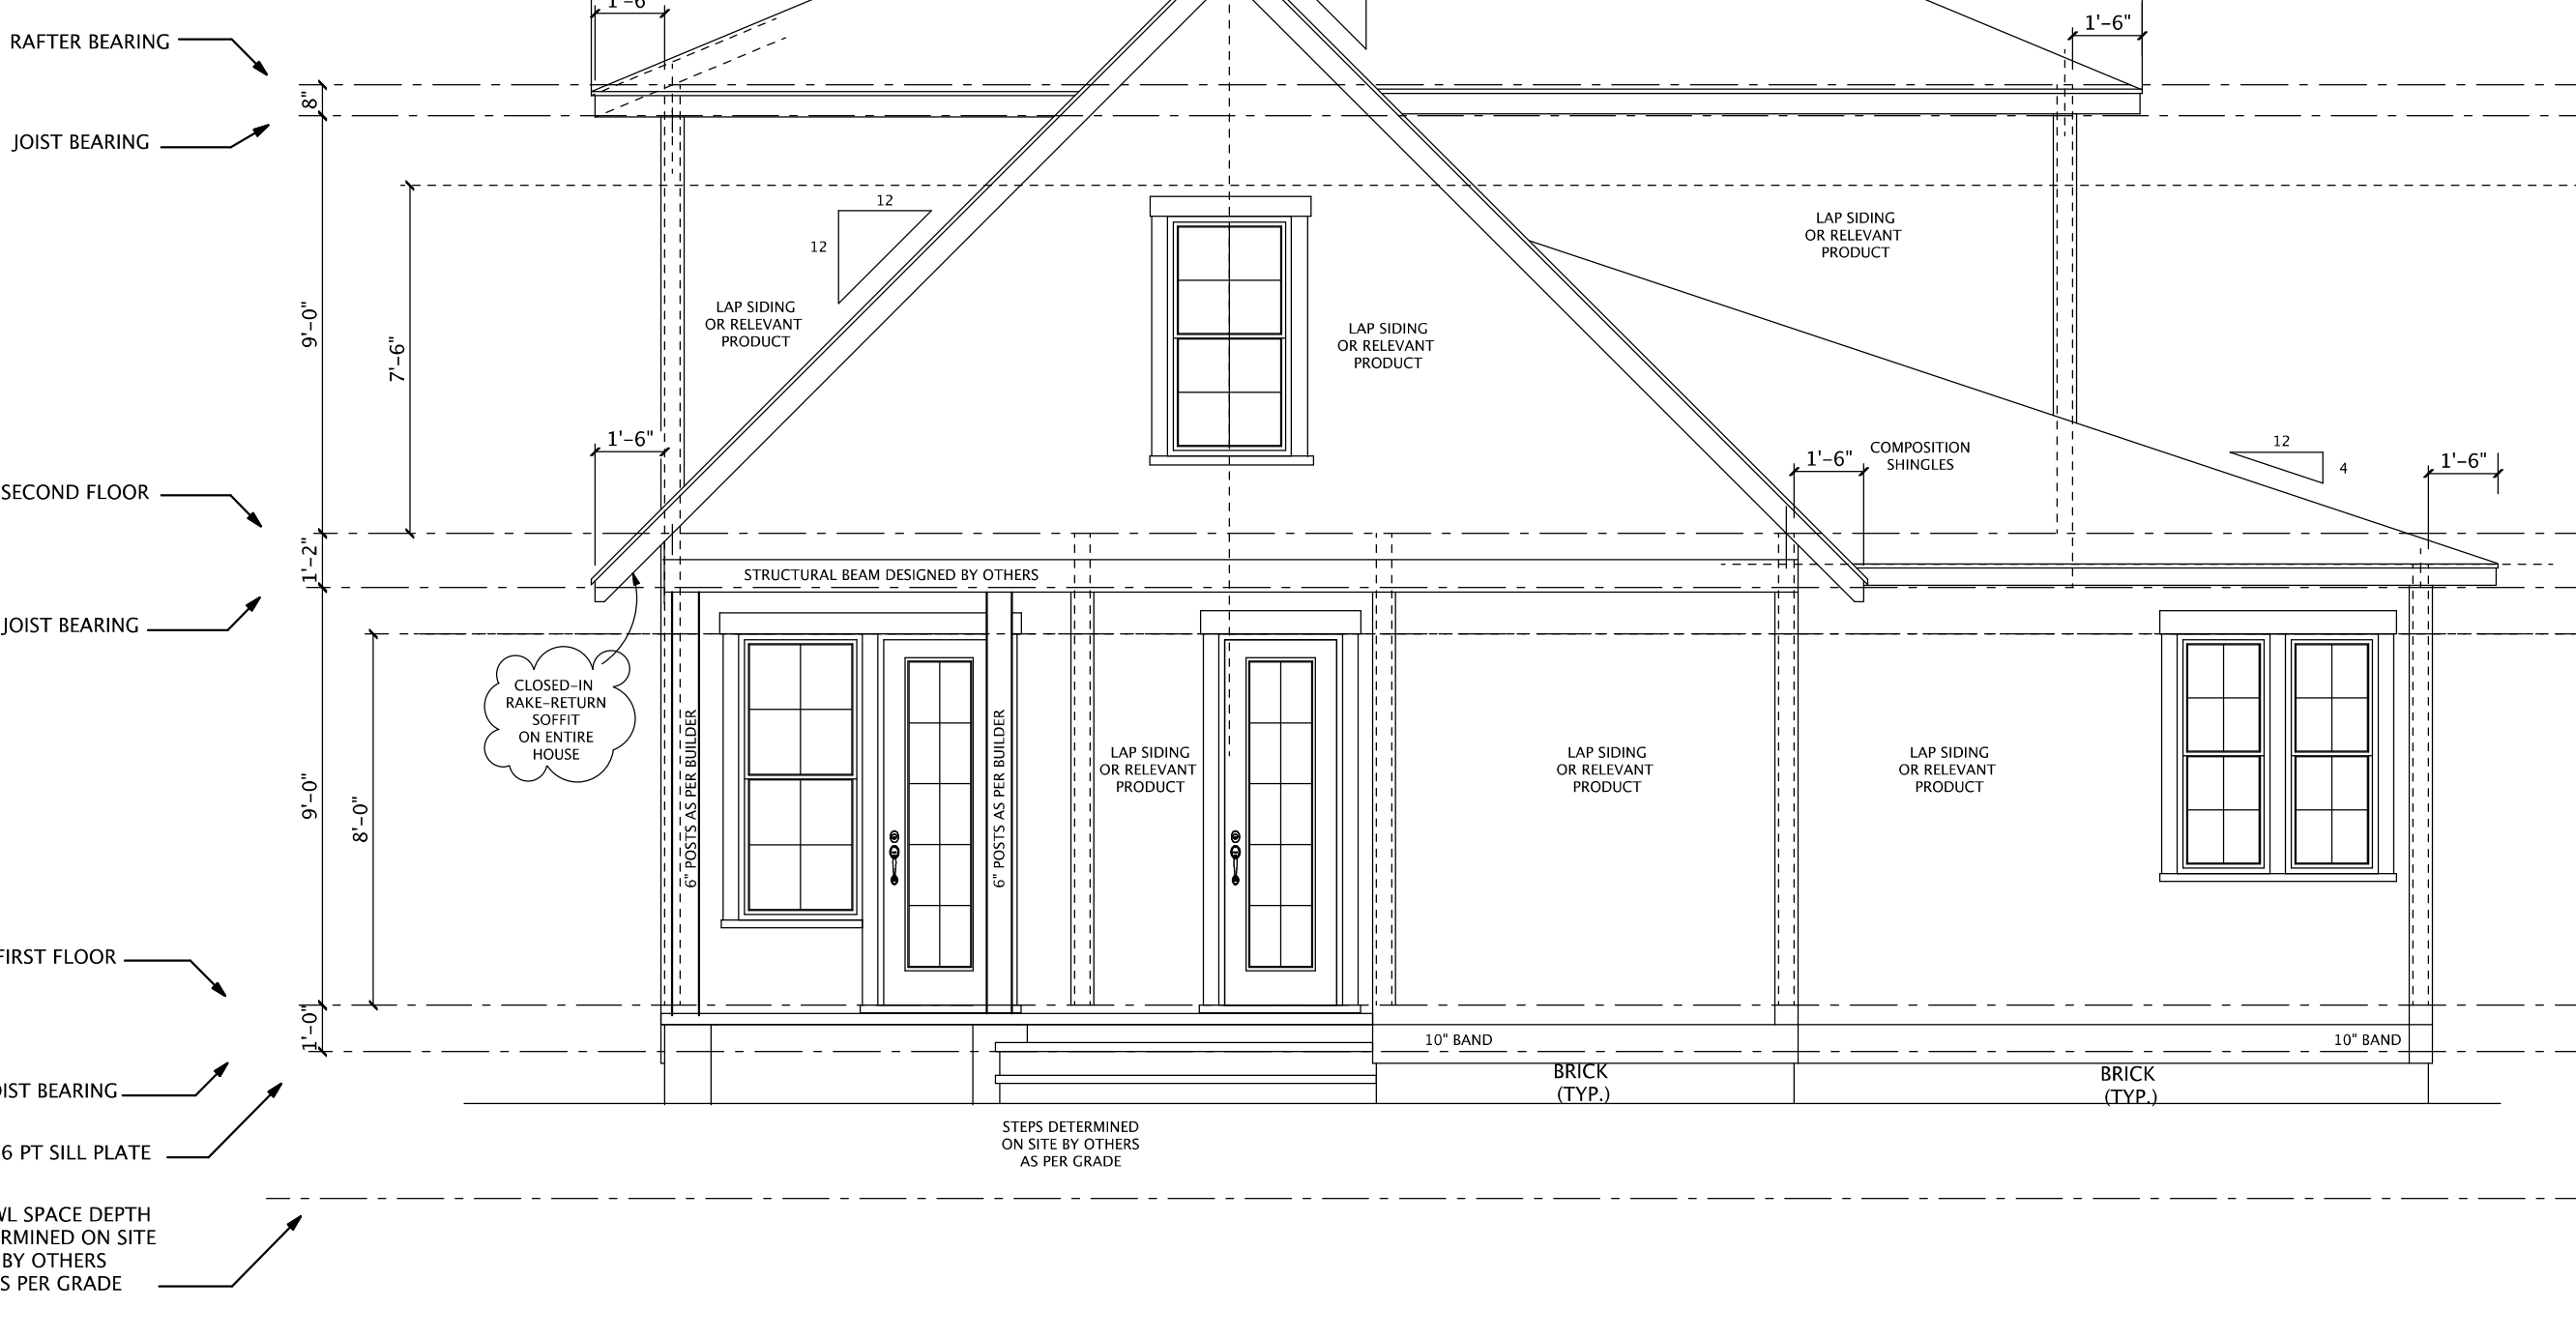 1'-6"
1'-6"
RAFTER BEARING
8"
JOIST BEARING
12
12
LAP SIDING
OR RELEVANT
PRODUCT
9'-0"
7'-6"
LAP SIDING
OR RELEVANT
PRODUCT
LAP SIDING
OR RELEVANT
PRODUCT
1'-6"
1'-6"
COMPOSITION
SHINGLES
12
4
1'-6"
SECOND FLOOR
1'-2"
STRUCTURAL BEAM DESIGNED BY OTHERS
JOIST BEARING
CLOSED-IN
RAKE-RETURN
SOFFIT
ON ENTIRE
HOUSE
6" POSTS AS PER BUILDER
6" POSTS AS PER BUILDER
9'-0"
8'-0"
LAP SIDING
OR RELEVANT
PRODUCT
LAP SIDING
OR RELEVANT
PRODUCT
LAP SIDING
OR RELEVANT
PRODUCT
FIRST FLOOR
1'-0"
10" BAND
10" BAND
BRICK
(TYP.)
BRICK
(TYP.)
OIST BEARING
STEPS DETERMINED
ON SITE BY OTHERS
AS PER GRADE
6 PT SILL PLATE
WL SPACE DEPTH
RMINED ON SITE
BY OTHERS
S PER GRADE